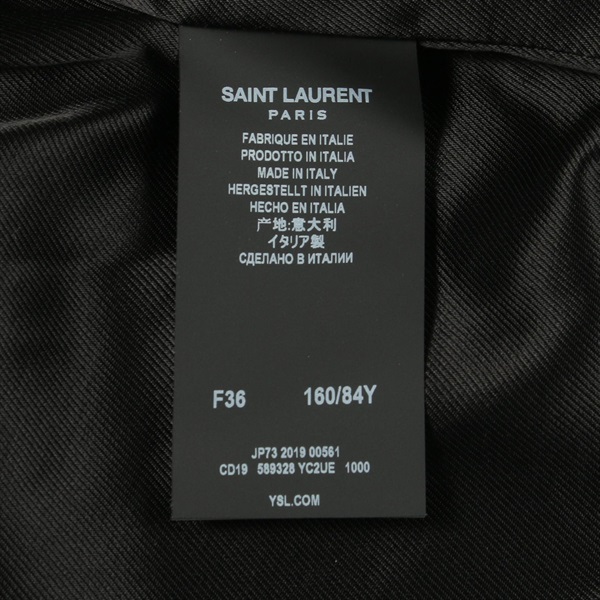 SAINT LAURENT
PARIS
FABRIQUE EN ITALIE
PRODOTTO IN ITALIA
MADE IN ITALY
HERGESTELLT IN ITALIEN
HECHO EN ITALIA
产地:意大利
イタリア製
СДЕЛАНО В ИТАЛИИ
F36 160/84Y
JP73 2019 00561
CD19 589328 YC2UE 1000
YSL.COM